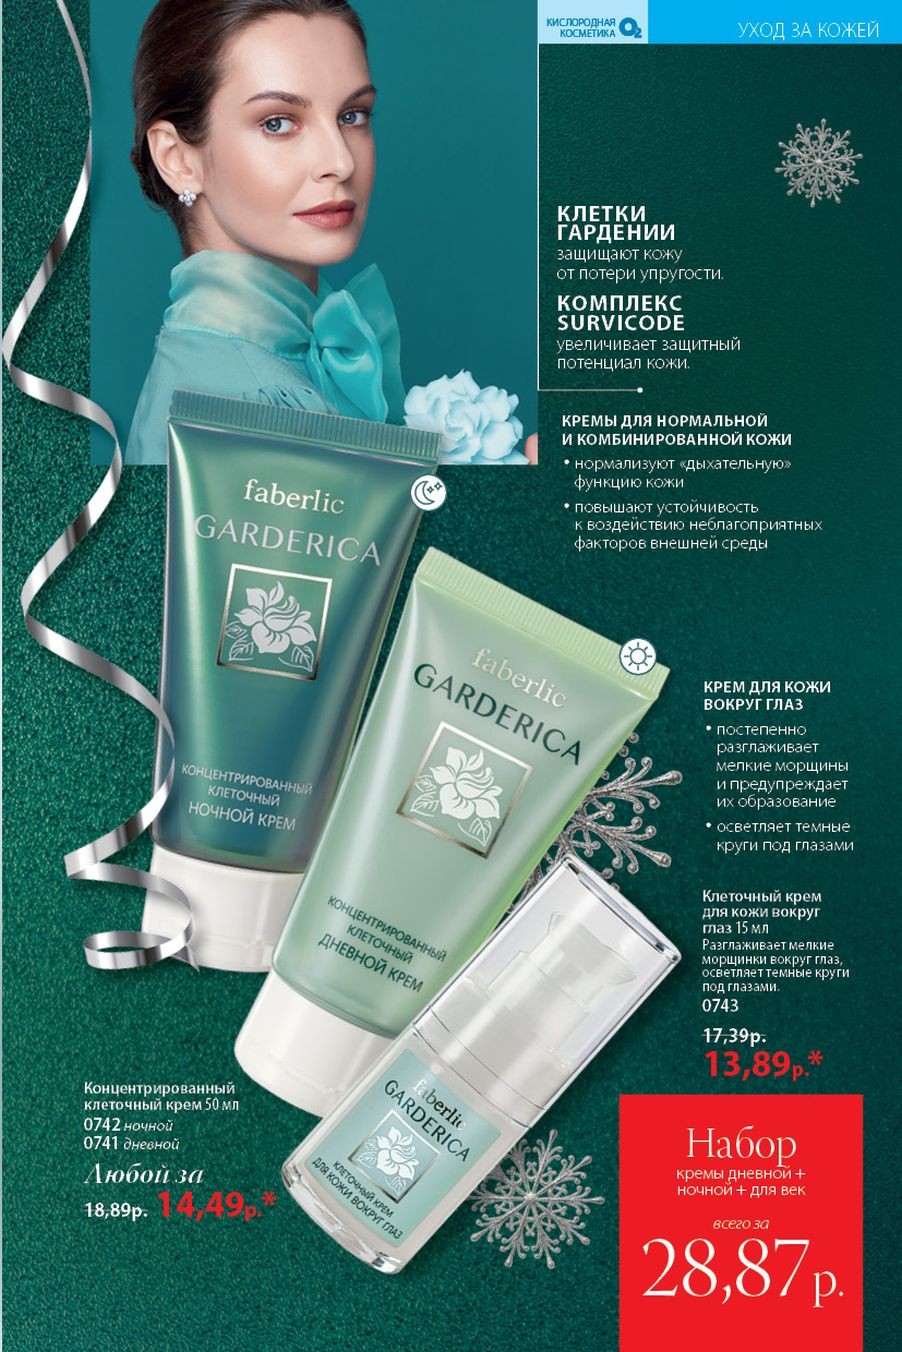 КИСЛОРОДНАЯ
КОСМЕТИКА O2
УХОД ЗА КОЖЕЙ
КЛЕТКИ
ГАРДЕНИИ
защищают кожу
от потери упругости.
КОМПЛЕКС
SURVICODE
увеличивает защитный
потенциал кожи.
КРЕМЫ ДЛЯ НОРМАЛЬНОЙ
И КОМБИНИРОВАННОЙ КОЖИ
• нормализуют «дыхательную»
функцию кожи
• повышают устойчивость
к воздействию неблагоприятных
факторов внешней среды
faberlic
GARDERICA
КОНЦЕНТРИРОВАННЫЙ
КЛЕТОЧНЫЙ
НОЧНОЙ КРЕМ
faberlic
GARDERICA
КОНЦЕНТРИРОВАННЫЙ
КЛЕТОЧНЫЙ
ДНЕВНОЙ КРЕМ
КРЕМ ДЛЯ КОЖИ
ВОКРУГ ГЛАЗ
• постепенно
разглаживает
мелкие морщины
и предупреждает
их образование
• осветляет темные
круги под глазами
Клеточный крем
для кожи вокруг
глаз 15 мл
Разглаживает мелкие
морщинки вокруг глаз,
осветляет темные круги
под глазами.
0743
17,39р.
13,89р.*
faberlic
GARDERICA
КЛЕТОЧНЫЙ КРЕМ
ДЛЯ КОЖИ ВОКРУГ ГЛАЗ
Концентрированный
клеточный крем 50 мл
0742 ночной
0741 дневной
Любой за
18,89р. 14,49р.*
Набор
кремы дневной +
ночной + для век
всего за
28,87 р.